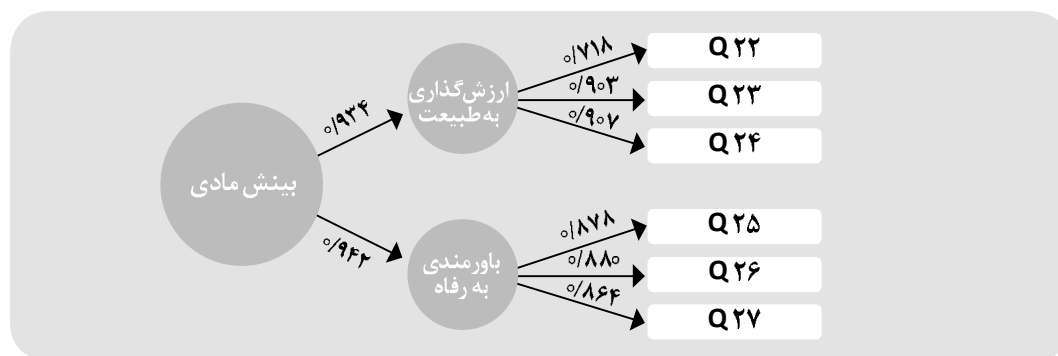 بینش مادی
۰/۹۳۴
۰/۹۴۲
ارزش‌گذاری
به طبیعت
۰/۷۱۸
۰/۹۰۳
۰/۹۰۷
Q ۲۲
Q ۲۳
Q ۲۴
باورمندی
به رفاه
۰/۸۷۸
۰/۸۸۰
۰/۸۶۴
Q ۲۵
Q ۲۶
Q ۲۷